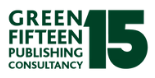 GREEN
FIFTEEN
PUBLISHING
CONSULTANCY
15